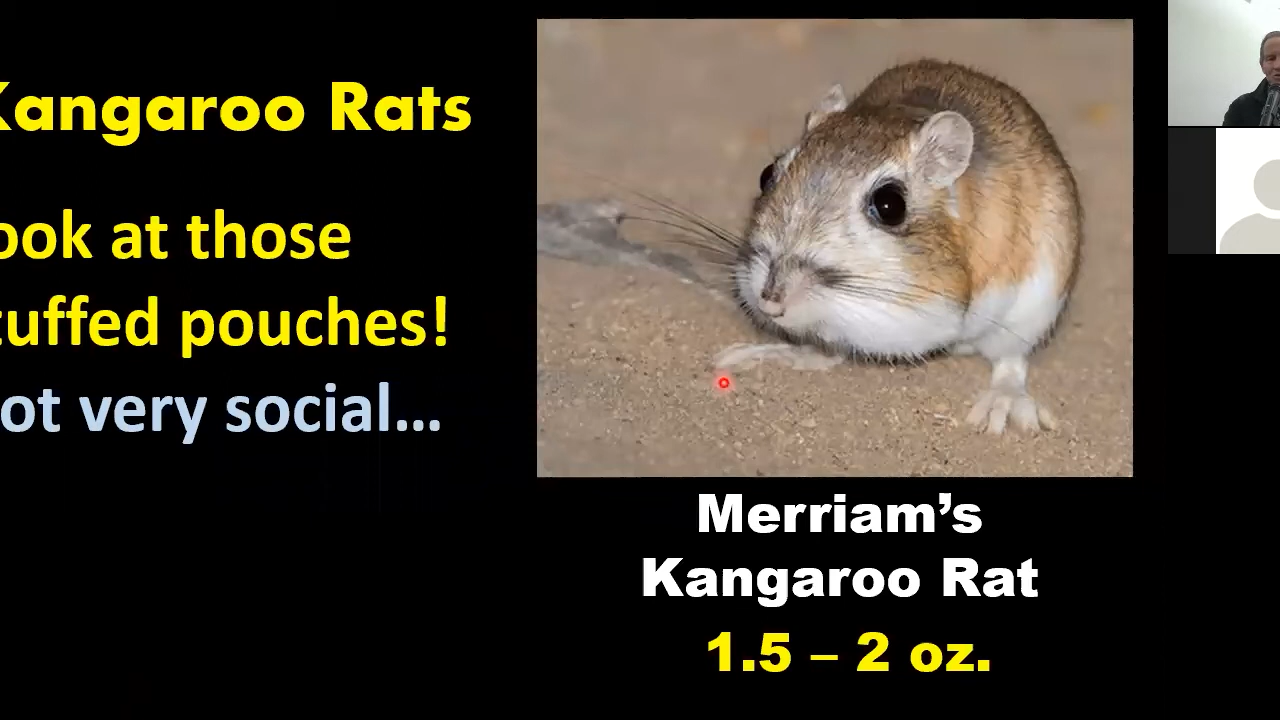 Kangaroo Rats
ook at those
tuffed pouches!
ot very social...
Merriam's
Kangaroo Rat
1.5 – 2 oz.